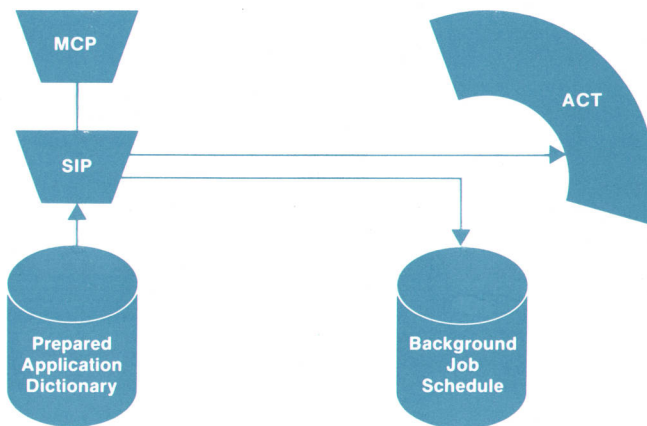 MCP
ACT
SIP
Prepared
Application
Dictionary
Background
Job
Schedule